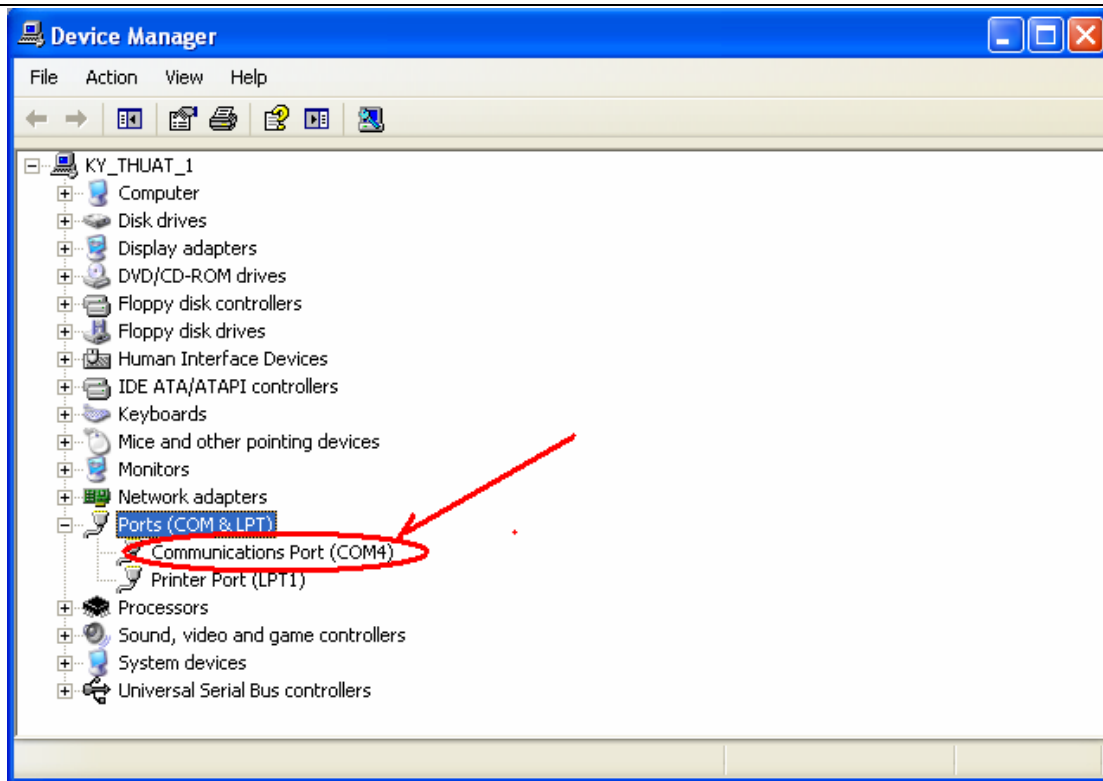 Device Manager
File Action View Help
KY_THUAT_1
Computer
Disk drives
Display adapters
DVD/CD-ROM drives
Floppy disk controllers
Floppy disk drives
Human Interface Devices
IDE ATA/ATAPI controllers
Keyboards
Mice and other pointing devices
Monitors
Network adapters
Ports (COM & LPT)
Communications Port (COM4)
Printer Port (LPT1)
Processors
Sound, video and game controllers
System devices
Universal Serial Bus controllers